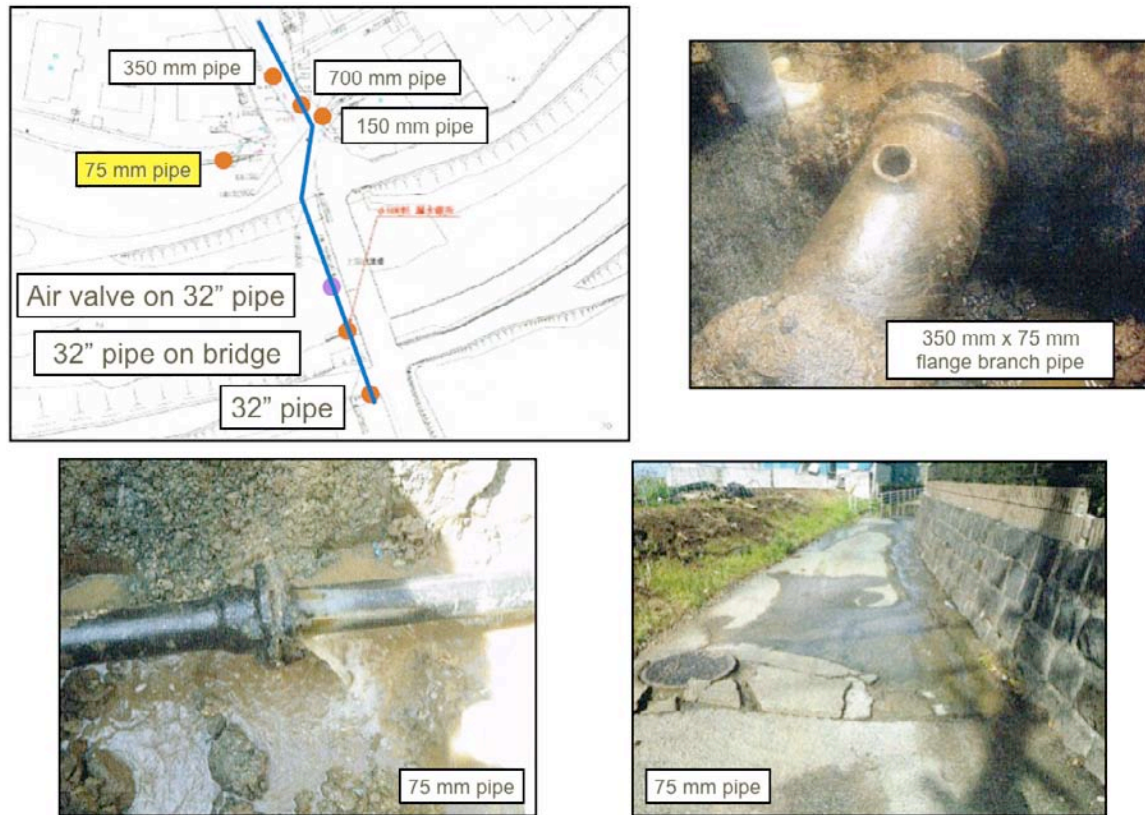 350 mm pipe
700 mm pipe
150 mm pipe
75 mm pipe
Air valve on 32” pipe
32” pipe on bridge
32” pipe
350 mm x 75 mm
flange branch pipe
75 mm pipe
75 mm pipe